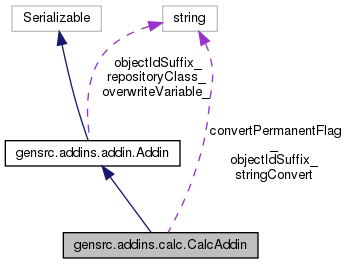 Serializable
string
objectIdSuffix_
repositoryClass_
overwriteVariable_
convertPermanentFlag
_
objectIdSuffix_
stringConvert
gensrc.addins.addin.Addin
gensrc.addins.calc.CalcAddin